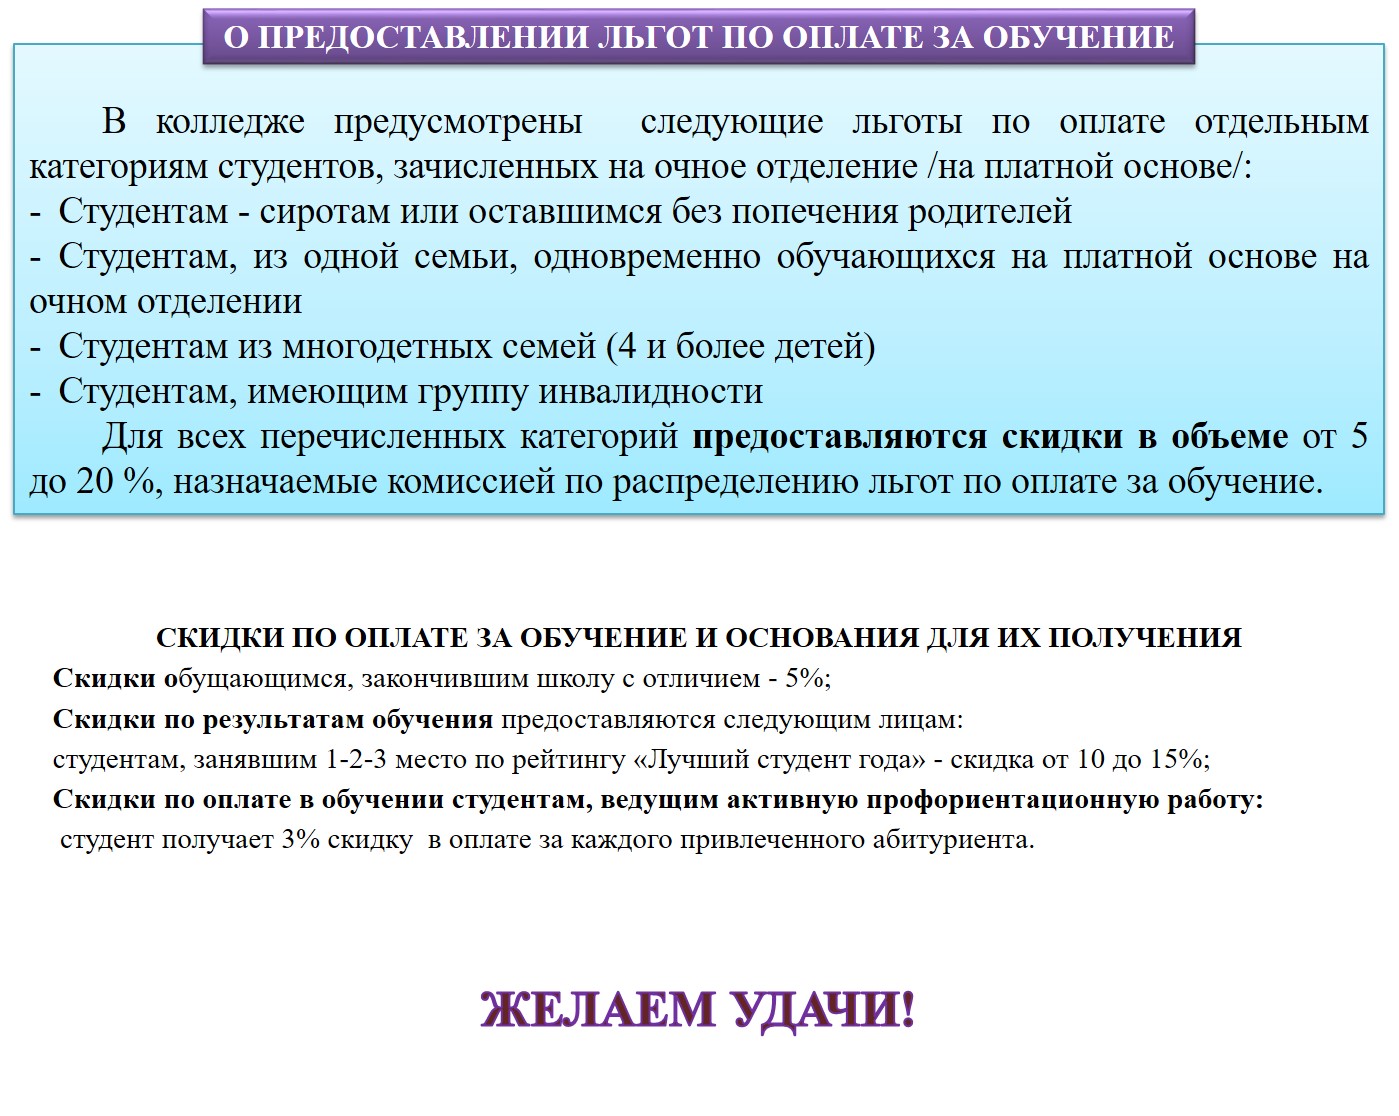 О ПРЕДОСТАВЛЕНИИ ЛЬГОТ ПО ОПЛАТЕ ЗА ОБУЧЕНИЕ
В колледже предусмотрены следующие льготы по оплате отдельным
категориям студентов, зачисленных на очное отделение /на платной основе/:
- Студентам - сиротам или оставшимся без попечения родителей
- Студентам, из одной семьи, одновременно обучающихся на платной основе на
очном отделении
- Студентам из многодетных семей (4 и более детей)
- Студентам, имеющим группу инвалидности
Для всех перечисленных категорий предоставляются скидки в объеме от 5
до 20 %, назначаемые комиссией по распределению льгот по оплате за обучение.
СКИДКИ ПО ОПЛАТЕ ЗА ОБУЧЕНИЕ И ОСНОВАНИЯ ДЛЯ ИХ ПОЛУЧЕНИЯ
Скидки обущающимся, закончившим школу с отличием - 5%;
Скидки по результатам обучения предоставляются следующим лицам:
студентам, занявшим 1-2-3 место по рейтингу «Лучший студент года» - скидка от 10 до 15%;
Скидки по оплате в обучении студентам, ведущим активную профориентационную работу:
студент получает 3% скидку в оплате за каждого привлеченного абитуриента.
ЖЕЛАЕМ УДАЧИ!